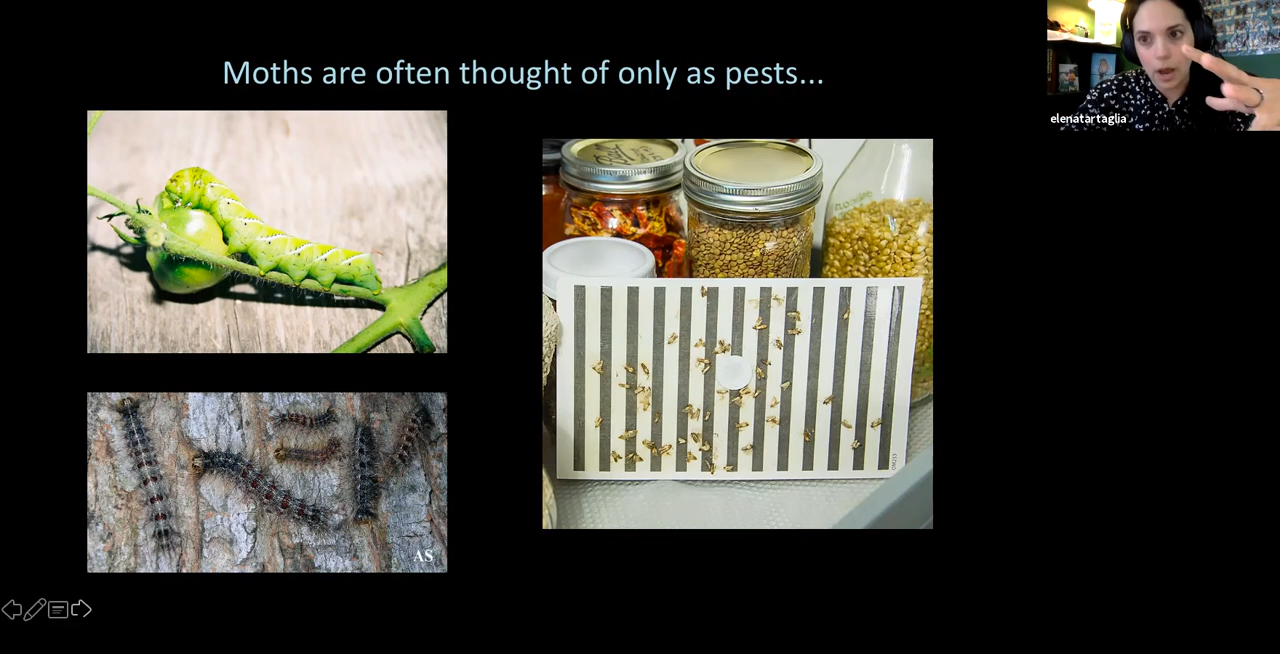 Moths are often thought of only as pests...
elenatartaglia
AS